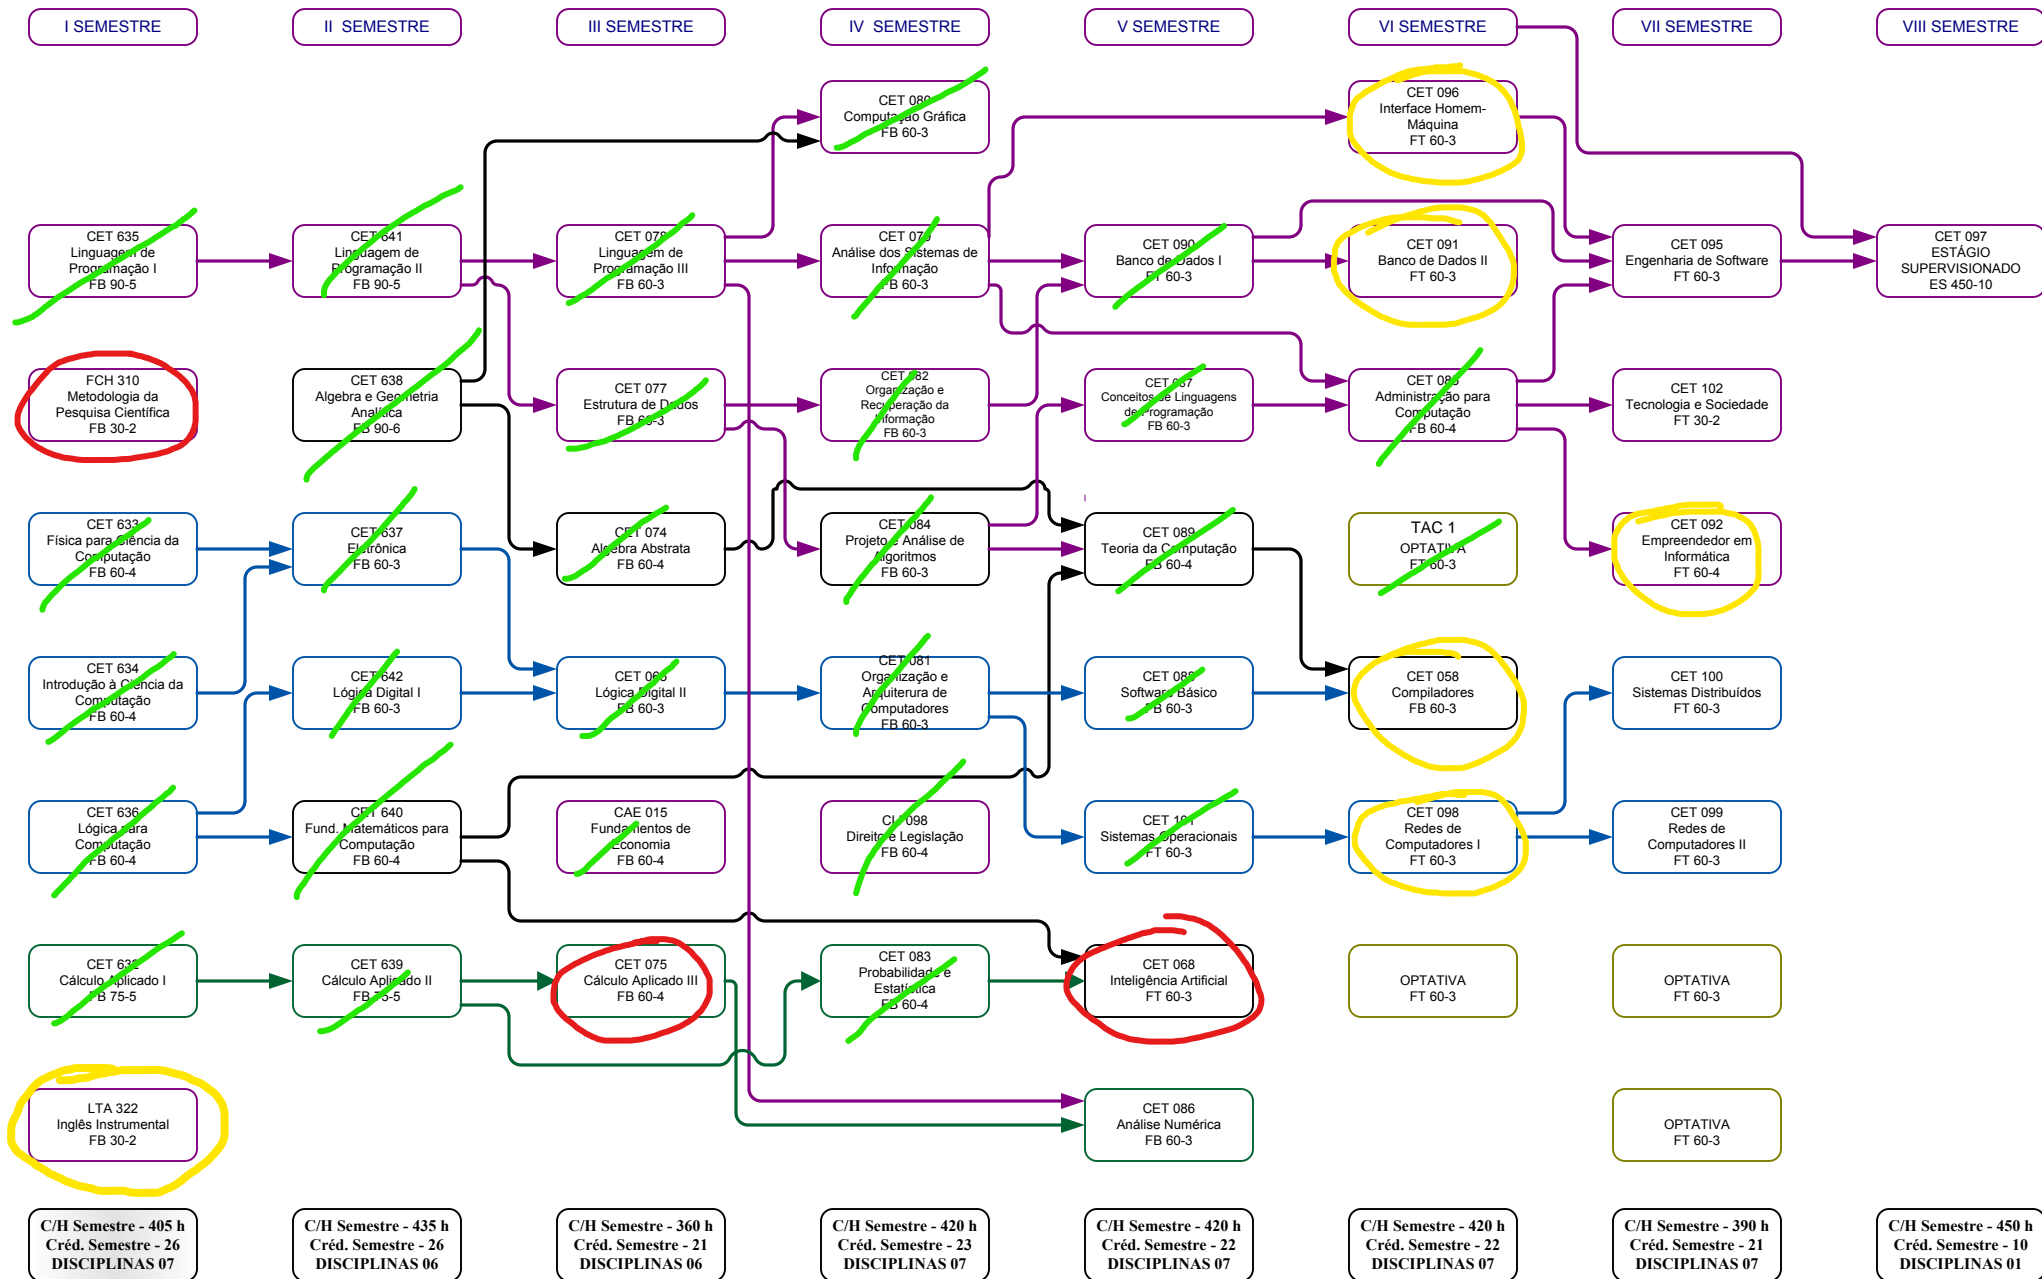 I SEMESTRE
II SEMESTRE
III SEMESTRE
IV SEMESTRE
V SEMESTRE
VI SEMESTRE
VII SEMESTRE
VIII SEMESTRE
CET 635
Linguagem de
Programação I
FB 90-5
FCH 310
Metodologia da
Pesquisa Científica
FB 30-2
CET 633
Física para Ciência da
Computação
FB 60-4
CET 634
Introdução à Ciência da
Computação
FB 60-4
CET 636
Lógica para
Computação
FB 60-4
CET 632
Cálculo Aplicado I
FB 75-5
LTA 322
Inglês Instrumental
FB 30-2
CET 641
Linguagem de
Programação II
FB 90-5
CET 638
Algebra e Geometria
Analítica
FB 90-6
CET 637
Eletrônica
FB 60-3
CET 642
Lógica Digital I
FB 60-3
CET 640
Fund. Matemáticos para
Computação
FB 60-4
CET 639
Cálculo Aplicado II
FB 75-5
CET 078
Linguagem de
Programação III
FB 60-3
CET 077
Estrutura de Dados
FB 60-3
CET 074
Algebra Abstrata
FB 60-4
CET
Lógica Digital II
FB 60-3
CAE 015
Fundamentos de
Economia
FB 60-4
CET 075
Cálculo Aplicado III
FB 60-4
CET 080
Computação Gráfica
FB 60-3
CET 079
Análise dos Sistemas de
Informação
FB 60-3
CET 082
Organização e
Recuperação da
Informação
FB 60-3
CET 084
Projeto e Análise de
Algoritmos
FB 60-3
CET 081
Organização e
Arquiterura de
Computadores
FB 60-3
098
Direito e Legislação
FB 60-4
CET 083
Probabilidade e
Estatística
FB 60-4
CET 090
Banco de Dados I
FT 60-3
CET 087
Conceitos de Linguagens
de Programação
FB 60-3
CET 089
Teoria da Computação
FB 60-4
CET 088
Software Básico
FB 60-3
CET 101
Sistemas Operacionais
FT 60-3
CET 068
Inteligência Artificial
FT 60-3
CET 086
Análise Numérica
FB 60-3
CET 096
Interface Homem-
Máquina
FT 60-3
CET 091
Banco de Dados II
FT 60-3
CET
Administração para
Computação
FB 60-4
TAC 1
OPTATIVA
FT 60-3
CET 058
Compiladores
FB 60-3
CET 098
Redes de
Computadores I
FT 60-3
OPTATIVA
FT 60-3
CET 095
Engenharia de Software
FT 60-3
CET 102
Tecnologia e Sociedade
FT 30-2
CET 092
Empreendedor em
Informática
FT 60-4
CET 100
Sistemas Distribuídos
FT 60-3
CET 099
Redes de
Computadores II
FT 60-3
OPTATIVA
FT 60-3
OPTATIVA
FT 60-3
CET 097
ESTÁGIO
SUPERVISIONADO
ES 450-10
C/H Semestre - 405 h
Créd. Semestre - 26
DISCIPLINAS 07
C/H Semestre - 435 h
Créd. Semestre - 26
DISCIPLINAS 06
C/H Semestre - 360 h
Créd. Semestre - 21
DISCIPLINAS 06
C/H Semestre - 420 h
Créd. Semestre - 23
DISCIPLINAS 07
C/H Semestre - 420 h
Créd. Semestre - 22
DISCIPLINAS 07
C/H Semestre - 420 h
Créd. Semestre - 22
DISCIPLINAS 07
C/H Semestre - 390 h
Créd. Semestre - 21
DISCIPLINAS 07
C/H Semestre - 450 h
Créd. Semestre - 10
DISCIPLINAS 01